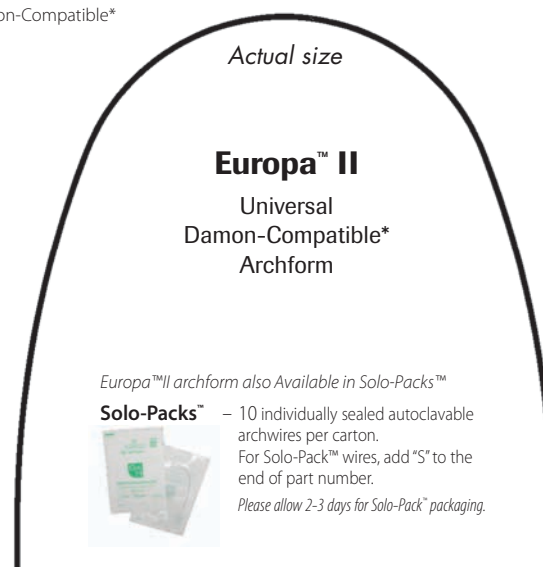 on-Compatible*
Actual size
Europa™ II
Universal
Damon-Compatible*
Archform
Europa™II archform also Available in Solo-Packs™
Solo-Packs™ – 10 individually sealed autoclavable
archwires per carton.
For Solo-Pack™ wires, add "S" to the
end of part number.
Please allow 2-3 days for Solo-Pack™ packaging.